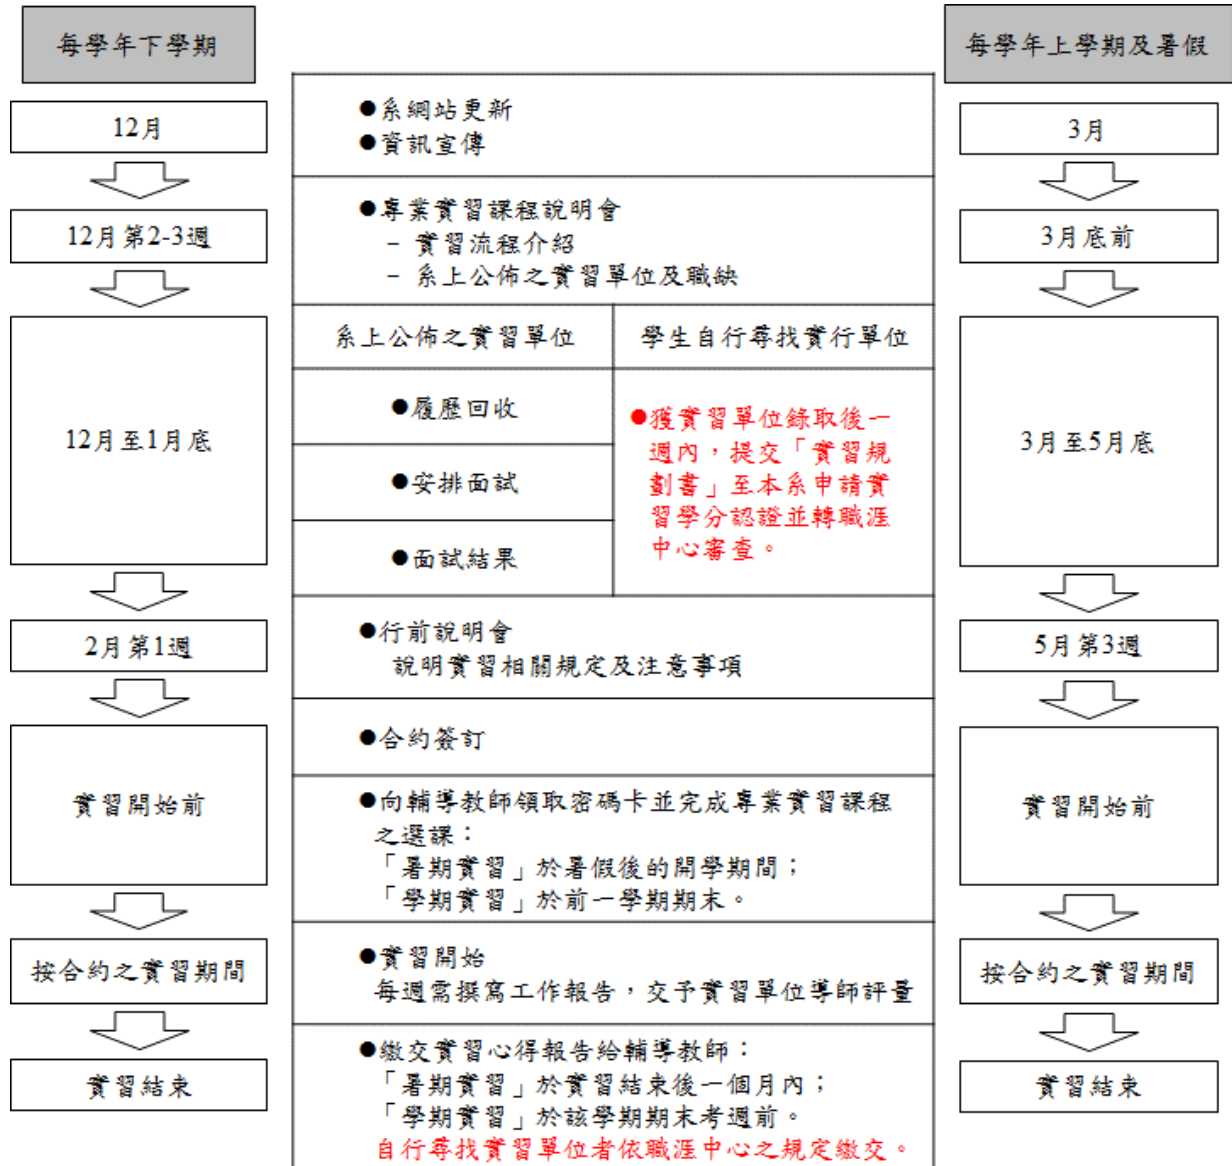 每學年下學期
每學年上學期及暑假
12月
●系網站更新
●資訊宣傳
3月
12月第2-3週
●專業實習課程說明會
- 實習流程介紹
- 系上公佈之實習單位及職缺
3月底前
12月至1月底
系上公佈之實習單位
學生自行尋找實行單位
●履歷回收
●安排面試
●面試結果
●獲實習單位錄取後一
週內，提交「實習規
劃書」至本系申請實
習學分認證並轉職涯
中心審查。
3月至5月底
2月第1週
●行前說明會
說明實習相關規定及注意事項
5月第3週
實習開始前
●合約簽訂
●向輔導教師領取密碼卡並完成專業實習課程
之選課：
「暑期實習」於暑假後的開學期間；
「學期實習」於前一學期期末。
實習開始前
按合約之實習期間
●實習開始
每週需撰寫工作報告，交予實習單位導師評量
按合約之實習期間
實習結束
●繳交實習心得報告給輔導教師：
「暑期實習」於實習結束後一個月內；
「學期實習」於該學期期末考週前。
自行尋找實習單位者依職涯中心之規定繳交。
實習結束